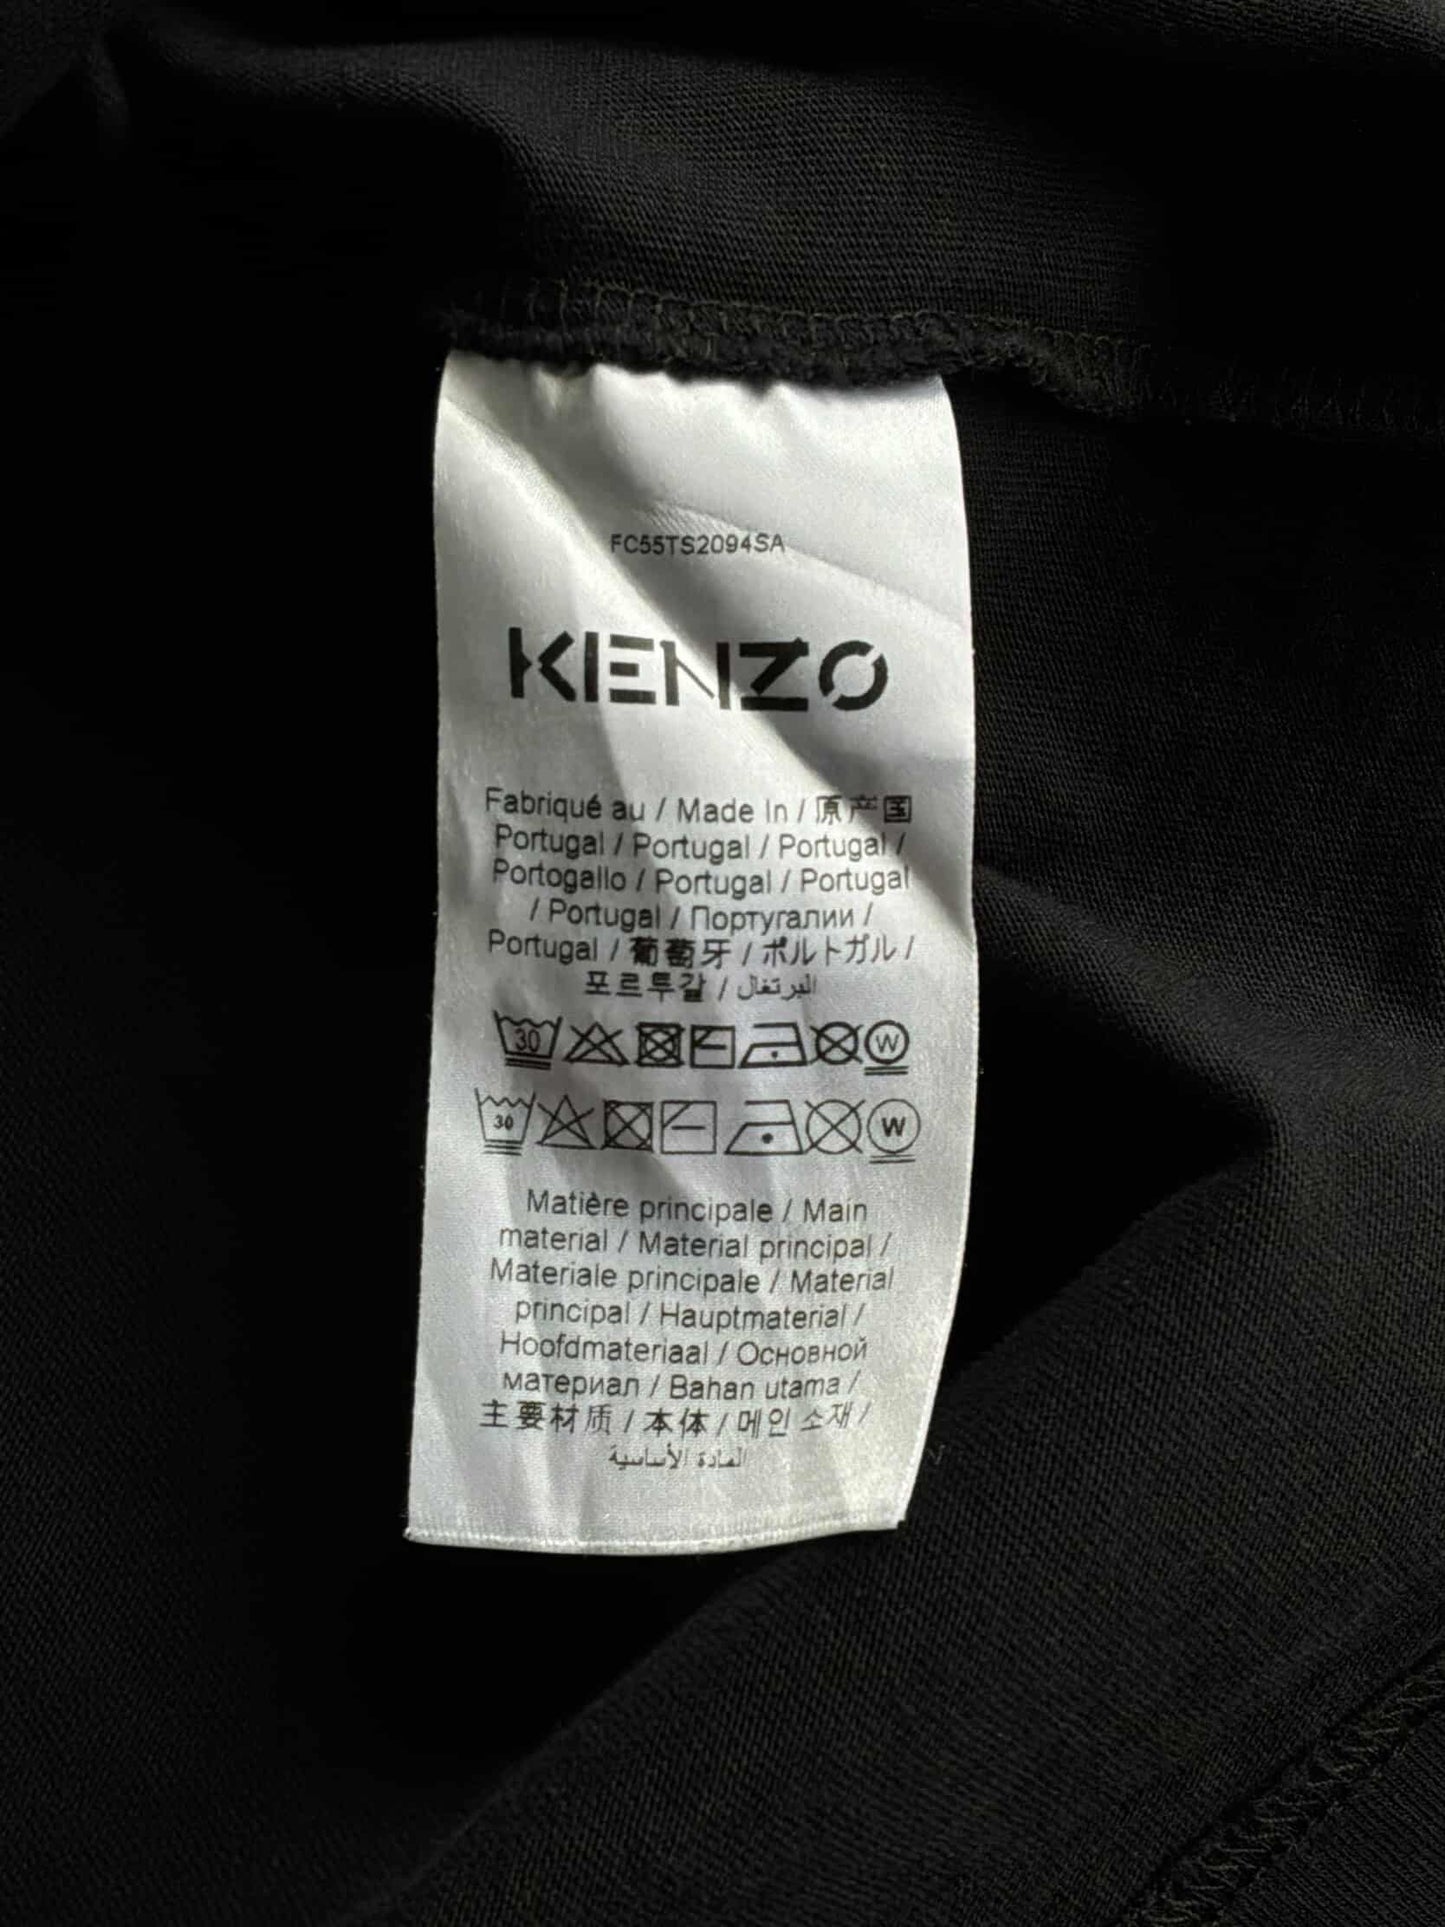 FC55TS2094SA
KENZO
Fabriqué au / Made In / 原产国
Portugal / Portugal / Portugal /
Portogallo / Portugal / Portugal
/ Portugal / Португалии /
Portugal / 葡萄牙 / ポルトガル /
포르투갈 / البرتغال
30 W
30 W
Matière principale / Main
material / Material principal /
Materiale principale / Material
principal / Hauptmaterial /
Hoofdmateriaal / Основной
материал / Bahan utama /
主要材质 / 本体 / 메인 소재 /
المادة الأساسية